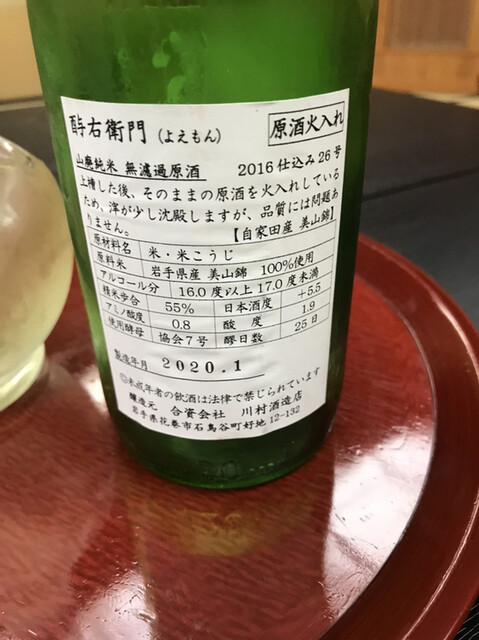 酔右衛門（よえもん） 原酒火入れ
山廃純米 無濾過原酒 2016仕込み26号
上槽した後、そのままの原酒を火入れしている
ため、滓が少し沈殿しますが、品質には問題あ
りません。【自家田産 美山錦】
原材料名 米・米こうじ
原料米 岩手県産 美山錦 100%使用
アルコール分 16.0度以上17.0度未満
精米歩合 55% 日本酒度 +5.5
アミノ酸度 0.8 酸度 1.9
使用酵母 協会7号 醪日数 25日
製造年月 2020.1
◎未成年者の飲酒は法律で禁じられています
醸造元 合資会社 川村酒造店
岩手県花巻市石鳥谷町好地12-132